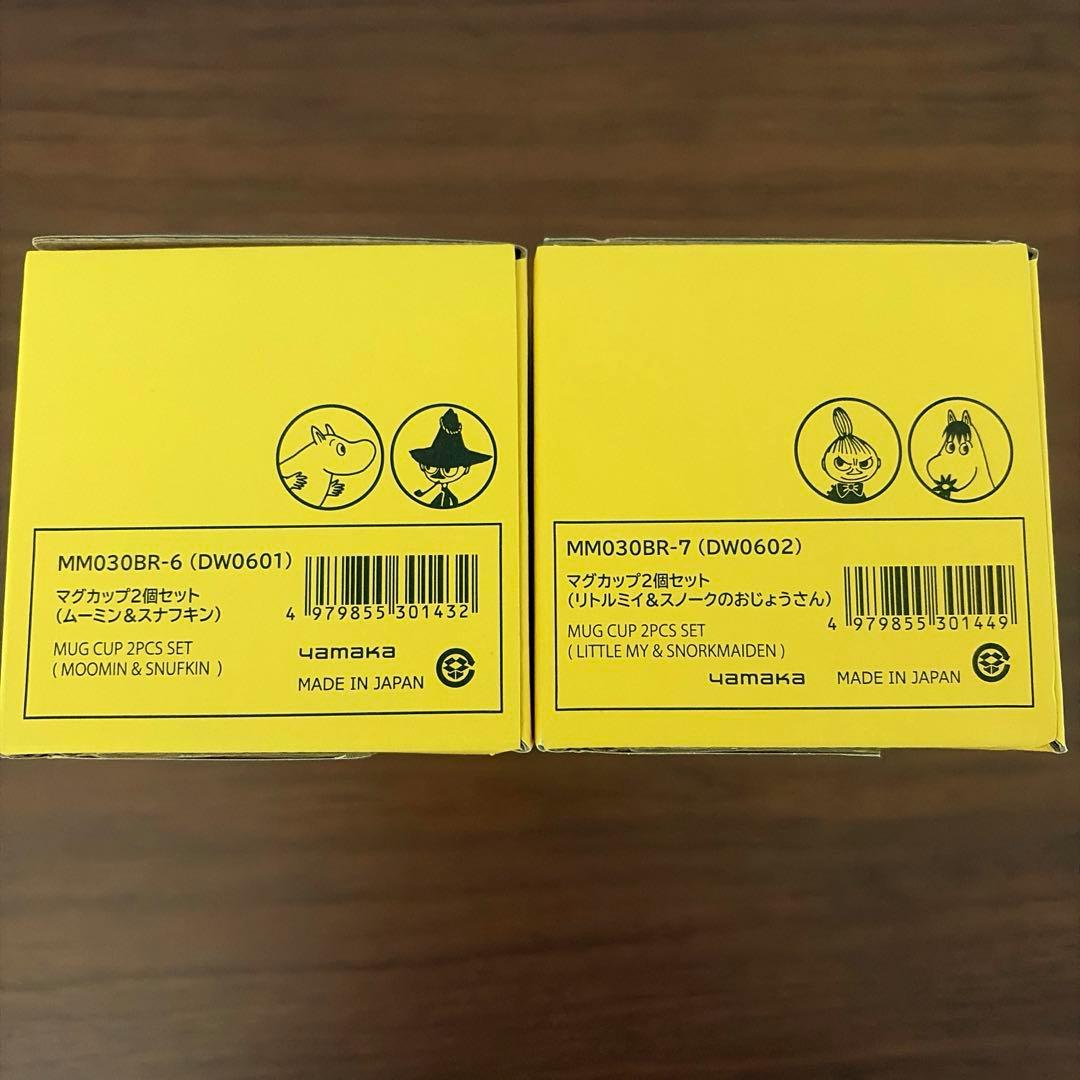 MM030BR-6 (DW0601)
マグカップ2個セット
(ムーミン&スナフキン)
4 979855 301432
MUG CUP 2PCS SET
( MOOMIN & SNUFKIN )
yamaka
MADE IN JAPAN
MM030BR-7 (DW0602)
マグカップ2個セット
(リトルミイ&スノークのおじょうさん)
4 979855 301449
MUG CUP 2PCS SET
( LITTLE MY & SNORKMAIDEN )
yamaka
MADE IN JAPAN